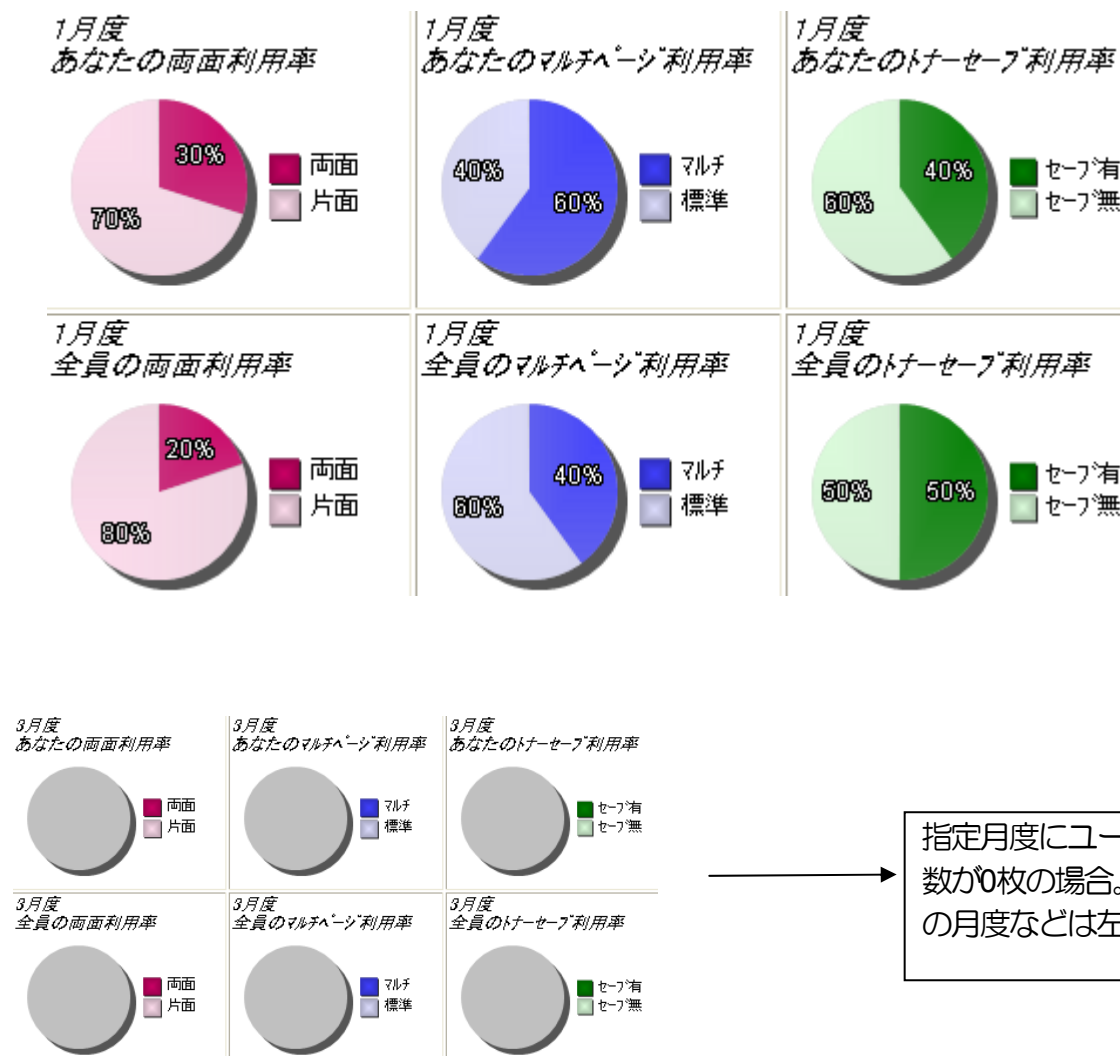 1月度
あなたの両面利用率
30%
70%
両面
片面
1月度
あなたのﾏﾙﾁﾍﾟｰｼﾞ利用率
40%
60%
ﾏﾙﾁ
標準
1月度
あなたのﾄﾅｰｾｰﾌﾞ利用率
40%
60%
ｾｰﾌﾞ有
ｾｰﾌﾞ無
1月度
全員の両面利用率
20%
80%
両面
片面
1月度
全員のﾏﾙﾁﾍﾟｰｼﾞ利用率
40%
60%
ﾏﾙﾁ
標準
1月度
全員のﾄﾅｰｾｰﾌﾞ利用率
50%
50%
ｾｰﾌﾞ有
ｾｰﾌﾞ無
3月度
あなたの両面利用率
両面
片面
3月度
あなたのﾏﾙﾁﾍﾟｰｼﾞ利用率
ﾏﾙﾁ
標準
3月度
あなたのﾄﾅｰｾｰﾌﾞ利用率
ｾｰﾌﾞ有
ｾｰﾌﾞ無
3月度
全員の両面利用率
両面
片面
3月度
全員のﾏﾙﾁﾍﾟｰｼﾞ利用率
ﾏﾙﾁ
標準
3月度
全員のﾄﾅｰｾｰﾌﾞ利用率
ｾｰﾌﾞ有
ｾｰﾌﾞ無
指定月度にユー
数が0枚の場合。
の月度などは左